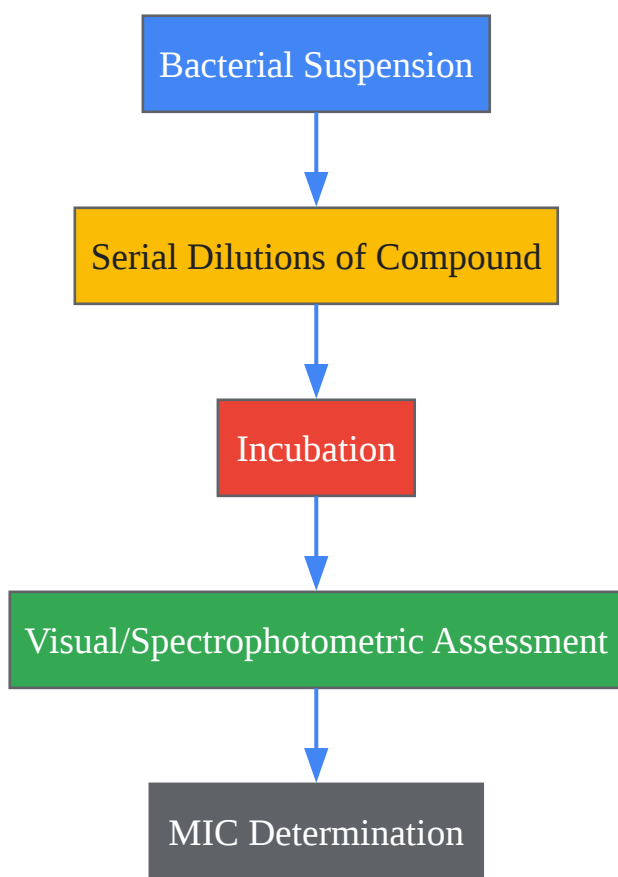 Bacterial Suspension
Serial Dilutions of Compound
Incubation
Visual/Spectrophotometric Assessment
MIC Determination